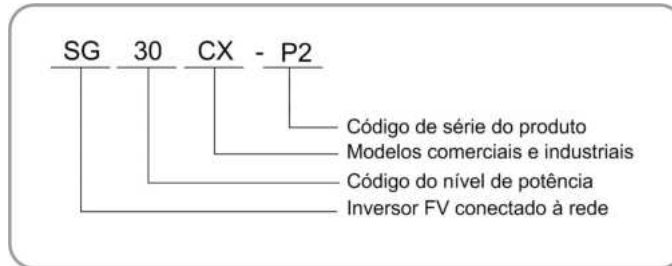 SG 30 CX - P2
Código de série do produto
Modelos comerciais e industriais
Código do nível de potência
Inversor FV conectado à rede